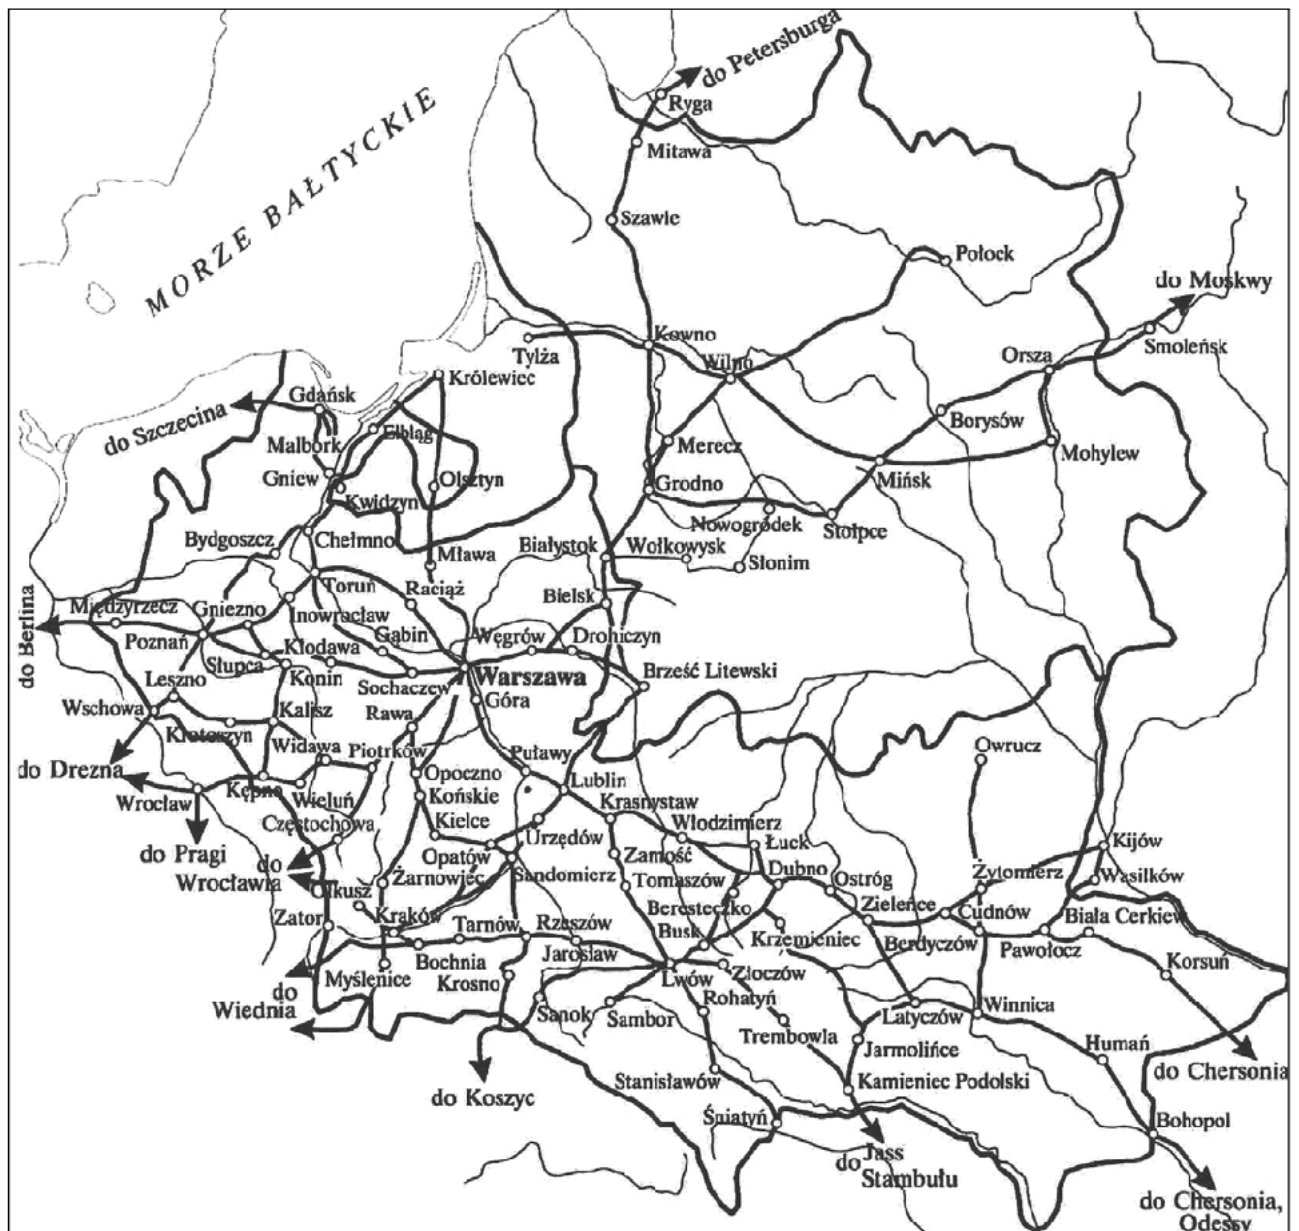 do Petersburga
Ryga
Mitawa
MORZE BAŁTYCKIE
Szawle
Połock
do Moskwy
Kowno
Tylża
Wilno
Orsza
Smoleńsk
Królewiec
Gdańsk
do Szczecina
Malbork
Elbląg
Borysów
Merecz
Mohylew
Gniew
Kwidzyn
Olsztyn
Grodno
Mińsk
Nowogródek
Stołpce
Bydgoszcz
Chełmno
Mława
Białystok
Wołkowysk
Słonim
do Berlina
Toruń
Raciąż
Bielsk
Międzyrzecz
Gniezno
Inowrocław
Poznań
Gąbin
Węgrów
Drohiczyn
Słupca
Kłodawa
Konin
Sochaczew
Warszawa
Brześć Litewski
Leszno
Góra
Wschowa
Kalisz
Rawa
Krotoszyn
Widawa
Piotrków
Puławy
Owrucz
do Drezna
Opoczno
Lublin
Wrocław
Kępno
Wieluń
Końskie
Krasnystaw
Częstochowa
Kielce
Włodzimierz
Urzędów
Łuck
Kijów
do Pragi
do
Wrocławia
Opatów
Zamość
Dubno
Sandomierz
Żytomierz
Wasilków
Olkusz
Żarnowiec
Tomaszów
Ostróg
Zator
Kraków
Beresteczko
Zieleńce
Cudnów
Biała Cerkiew
Tarnów
Rzeszów
Busk
Krzemieniec
Berdyczów
Pawołocz
Bochnia
Jarosław
Myślenice
Krosno
Lwów
Złoczów
Korsuń
do
Wiednia
Sanok
Sambor
Rohatyń
Latyczów
Winnica
Trembowla
Jarmolińce
Humań
do Koszyc
Stanisławów
Kamieniec Podolski
do Chersonia
Śniatyń
Bohopol
do Jass
Stambułu
do Chersonia,
Odessy